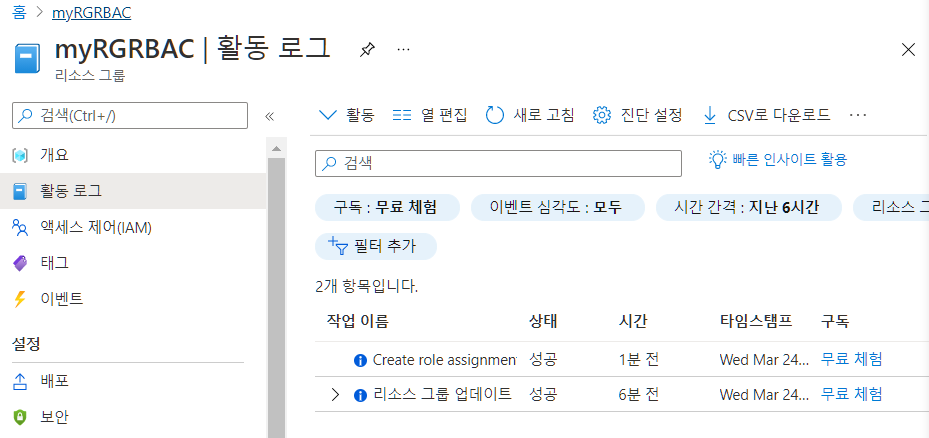 홈 > myRGRBAC
myRGRBAC | 활동 로그
리소스 그룹
검색(Ctrl+/)
활동 열 편집 새로 고침 진단 설정 CSV로 다운로드
개요
활동 로그
액세스 제어(IAM)
태그
이벤트
설정
배포
보안
검색 빠른 인사이트 활용
구독 : 무료 체험 이벤트 심각도 : 모두 시간 간격 : 지난 6시간 리소스
필터 추가
2개 항목입니다.
작업 이름 상태 시간 타임스탬프 구독
Create role assignment 성공 1분 전 Wed Mar 24... 무료 체험
리소스 그룹 업데이트 성공 6분 전 Wed Mar 24... 무료 체험